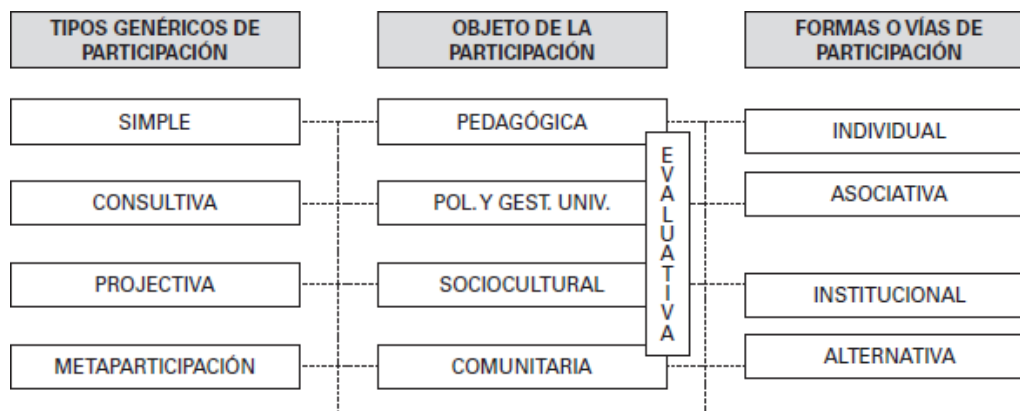 TIPOS GENÉRICOS DE
PARTICIPACIÓN
OBJETO DE LA
PARTICIPACIÓN
FORMAS O VÍAS DE
PARTICIPACIÓN
SIMPLE
PEDAGÓGICA
INDIVIDUAL
CONSULTIVA
POL. Y GEST. UNIV.
ASOCIATIVA
PROJECTIVA
SOCIOCULTURAL
INSTITUCIONAL
METAPARTICIPACIÓN
COMUNITARIA
ALTERNATIVA
EVALUATIVA